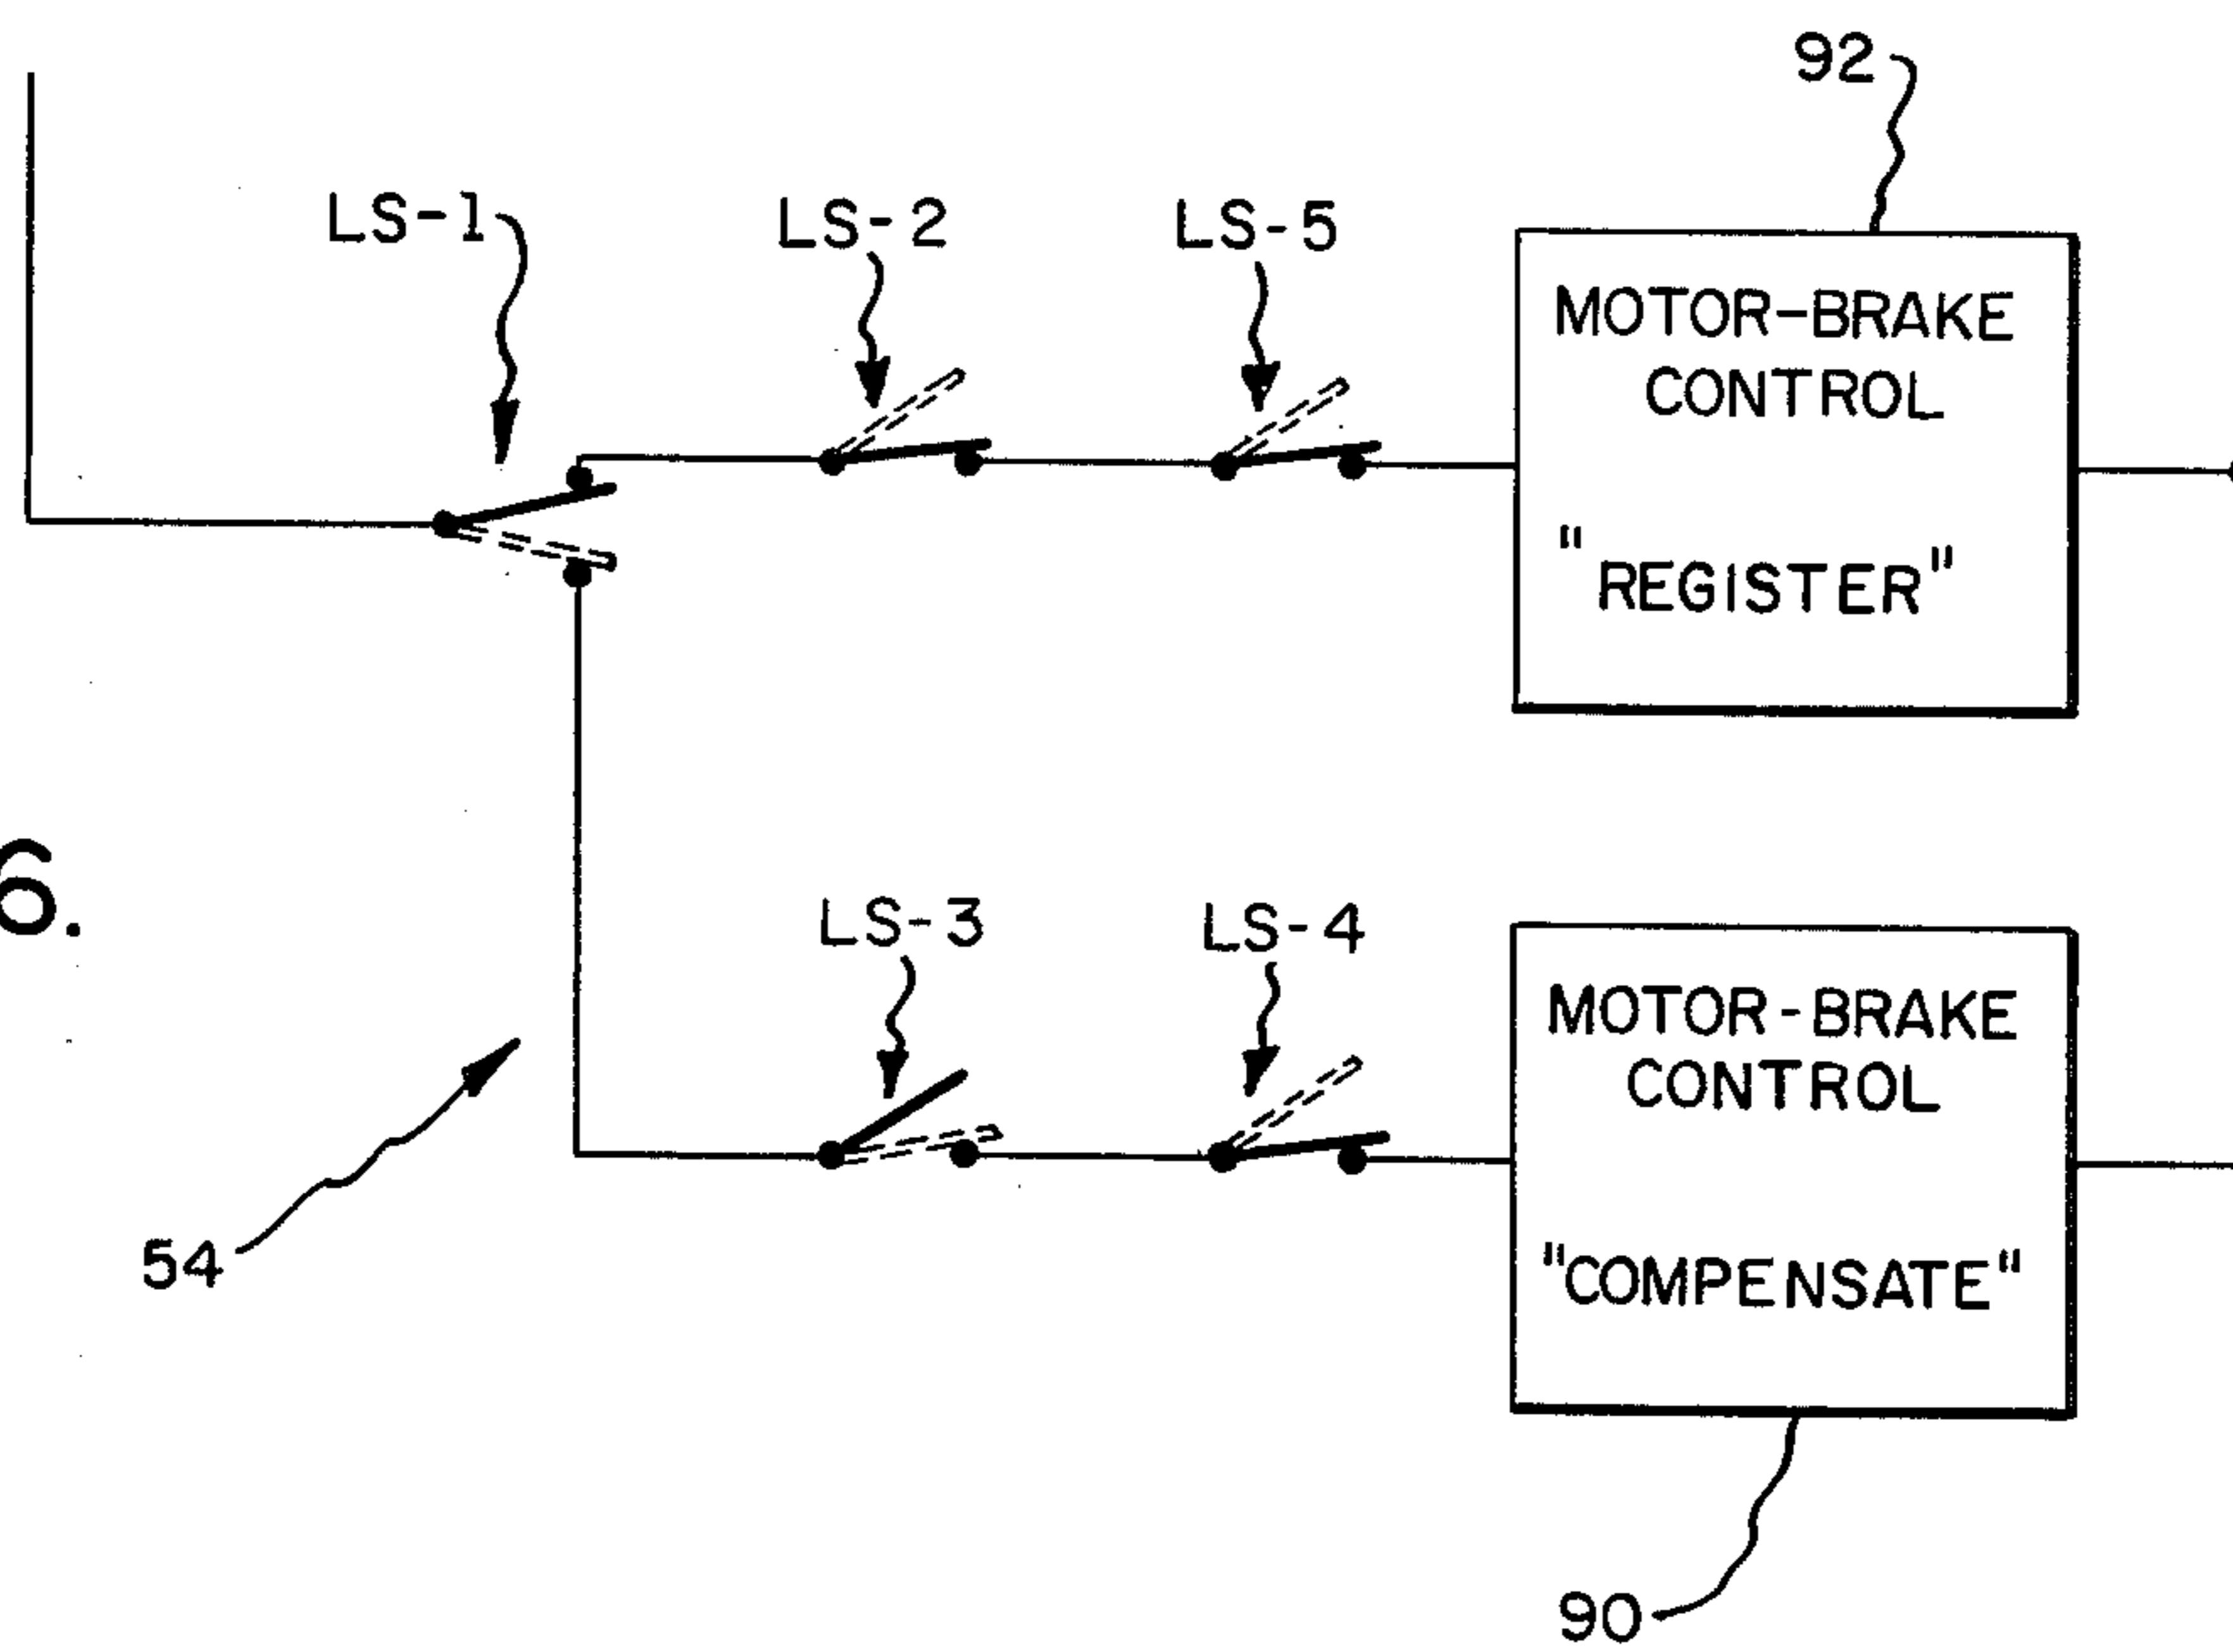 92
LS-1
LS-2
LS-5
MOTOR-BRAKE
CONTROL
"REGISTER"
6.
LS-3
LS-4
MOTOR-BRAKE
CONTROL
"COMPENSATE"
54
90